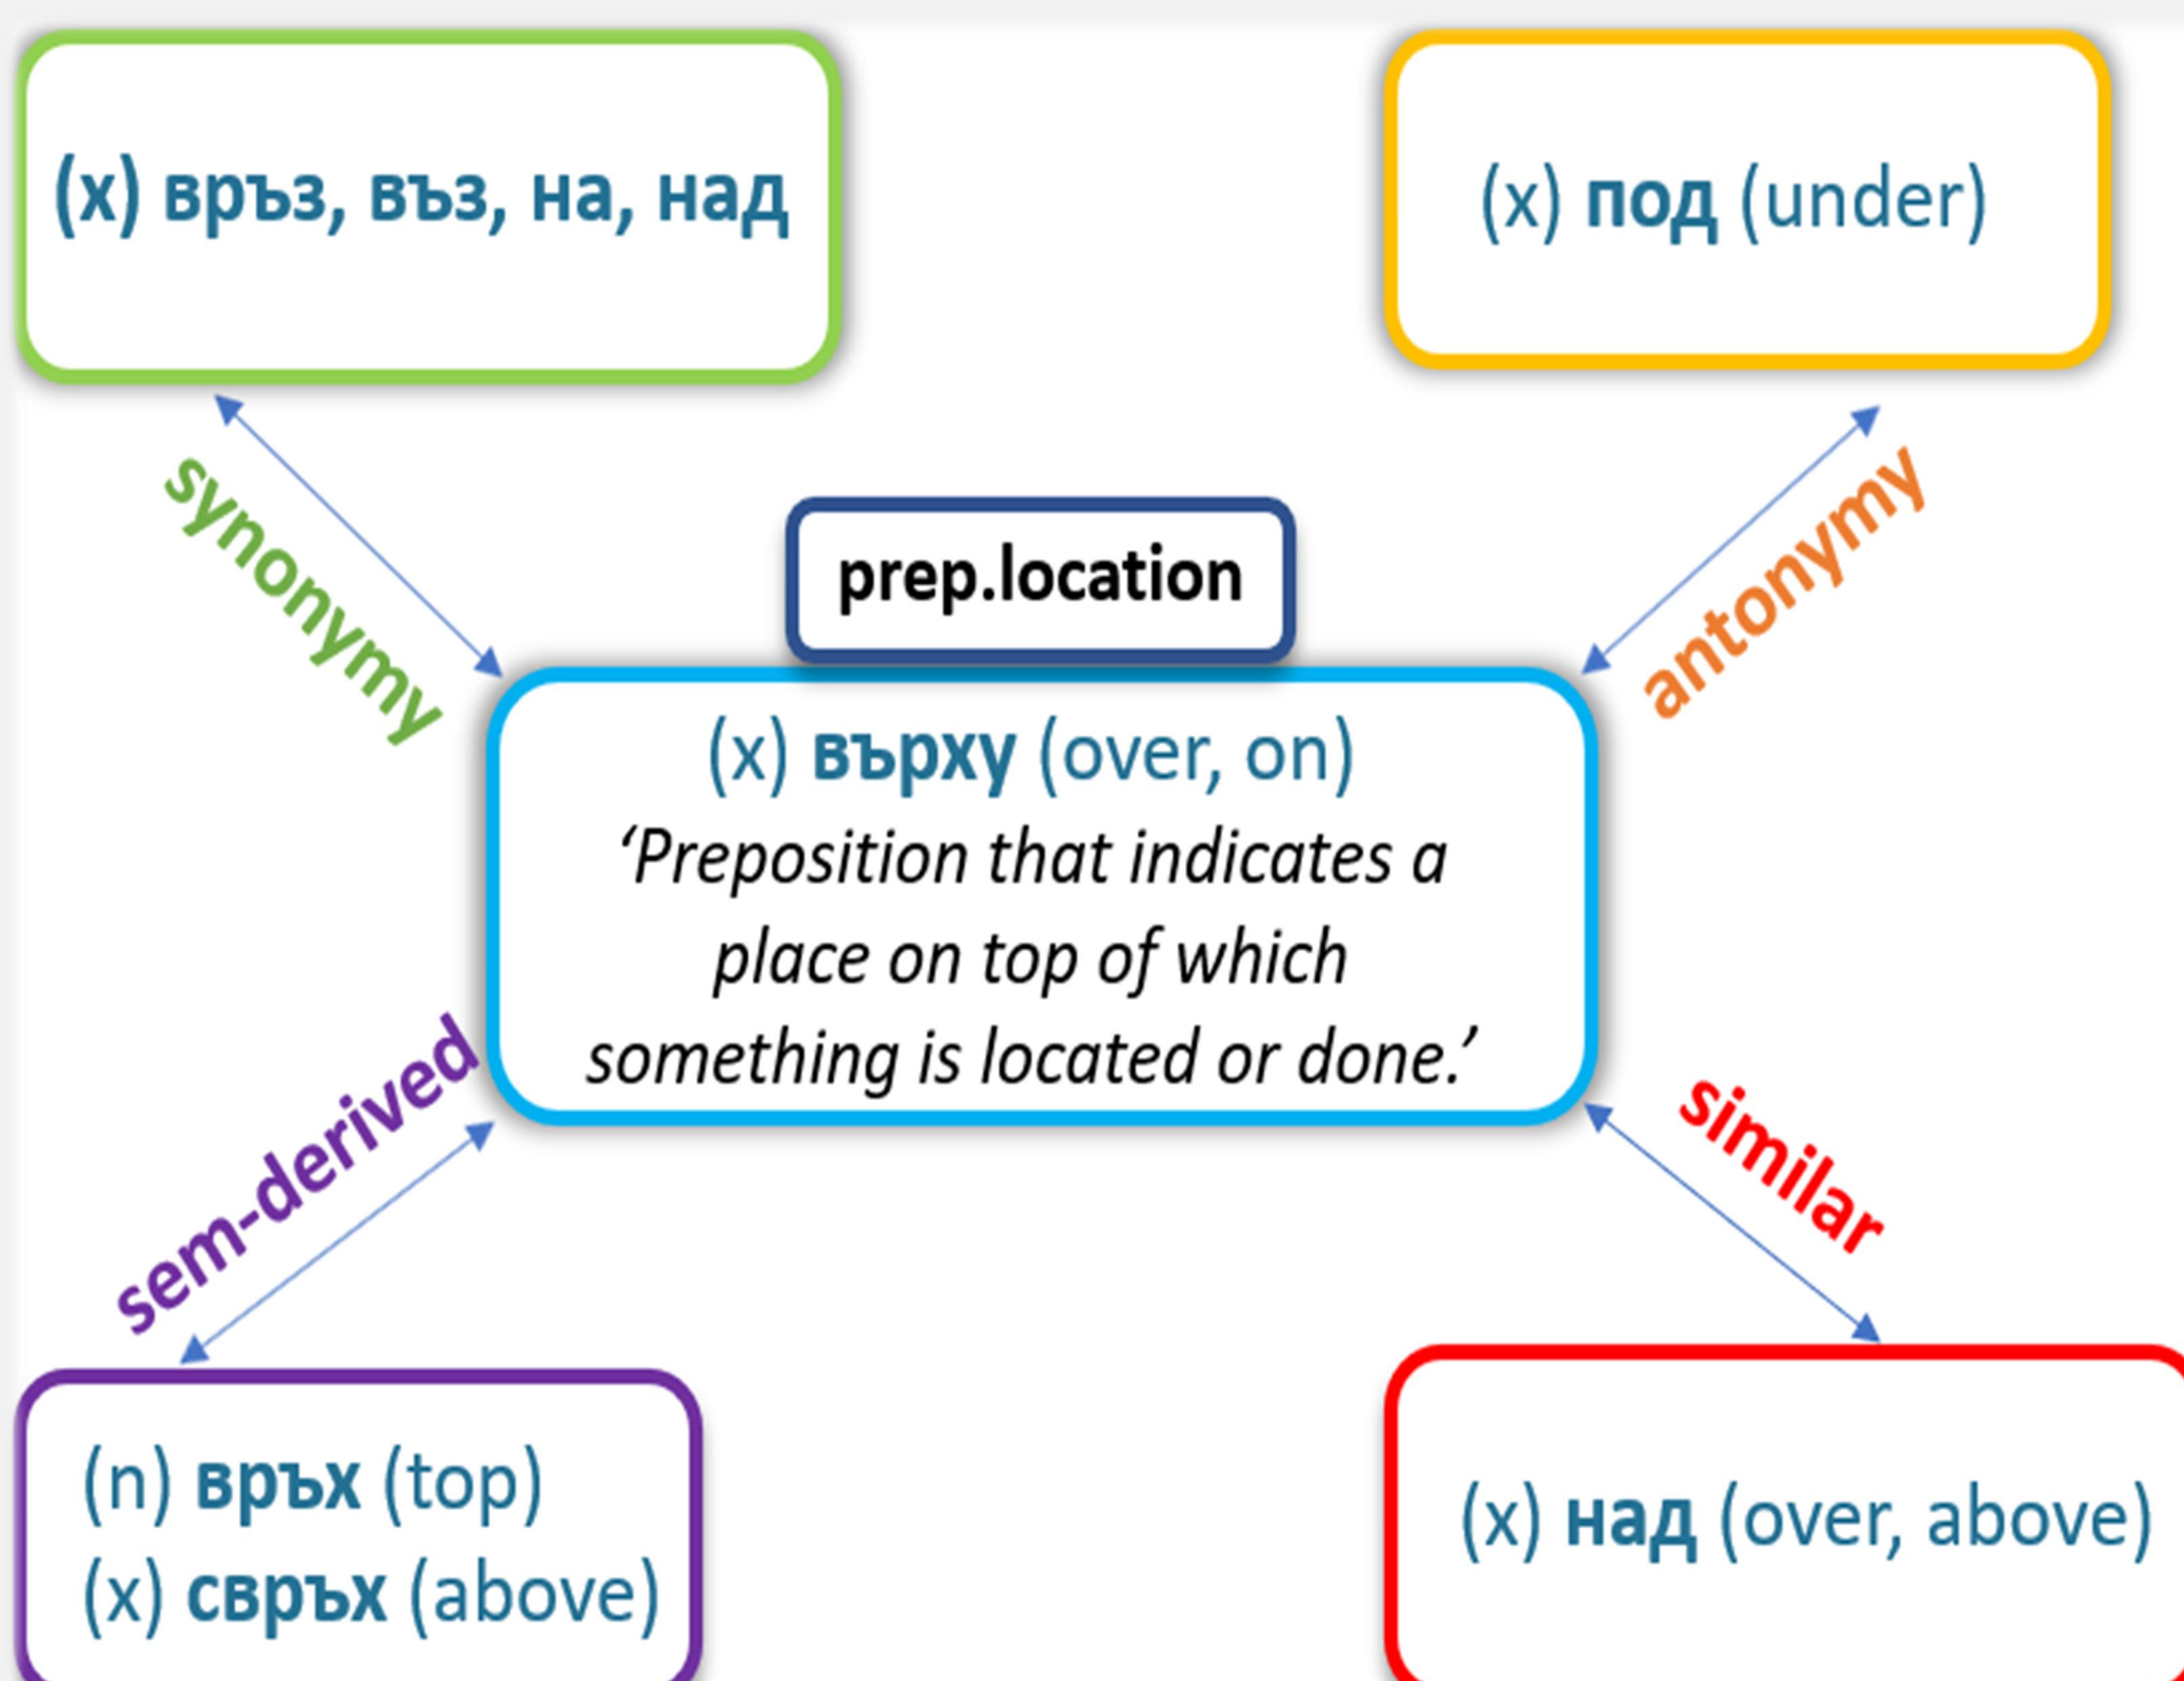 (x) връз, въз, на, над
(x) под (under)
synonymy
antonymy
prep.location
(x) върху (over, on)
‘Preposition that indicates a
place on top of which
something is located or done.’
sem-derived
similar
(n) връх (top)
(x) свръх (above)
(x) над (over, above)